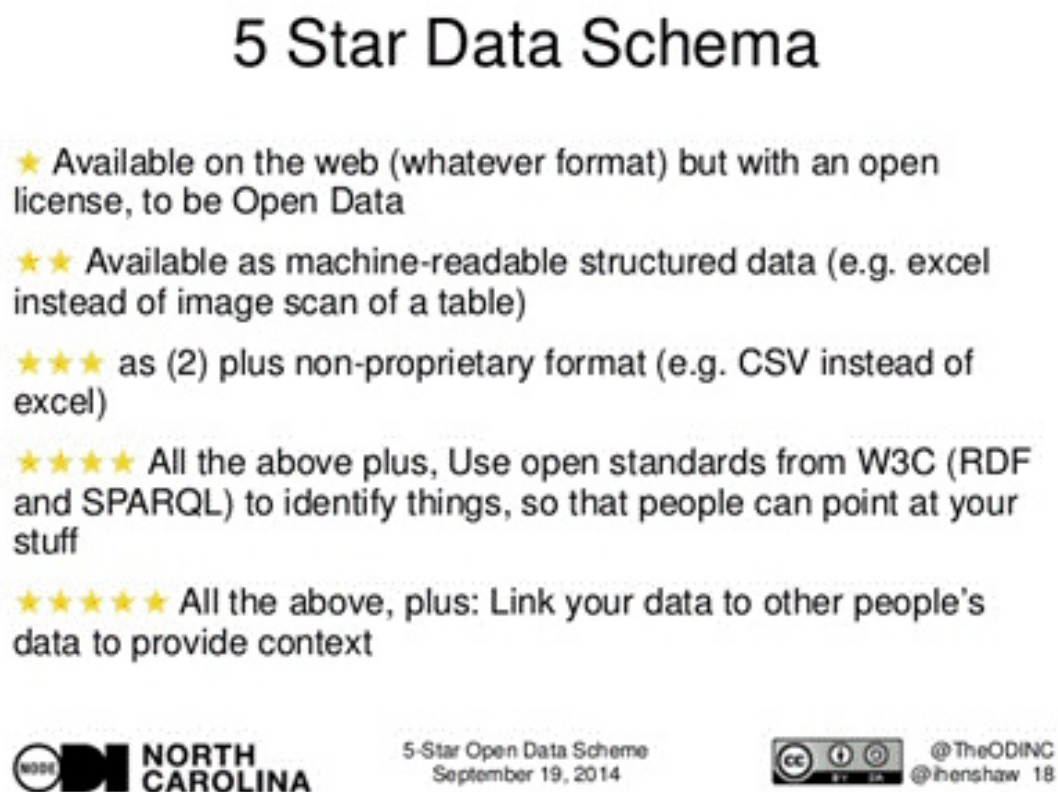 5 Star Data Schema
★ Available on the web (whatever format) but with an open
license, to be Open Data
★★ Available as machine-readable structured data (e.g. excel
instead of image scan of a table)
★★★ as (2) plus non-proprietary format (e.g. CSV instead of
excel)
★★★★ All the above plus, Use open standards from W3C (RDF
and SPARQL) to identify things, so that people can point at your
stuff
★★★★★ All the above, plus: Link your data to other people's
data to provide context
NODE
NORTH
CAROLINA
5-Star Open Data Scheme
September 19, 2014
cc
BY SA
@TheODINC
@ihenshaw 18